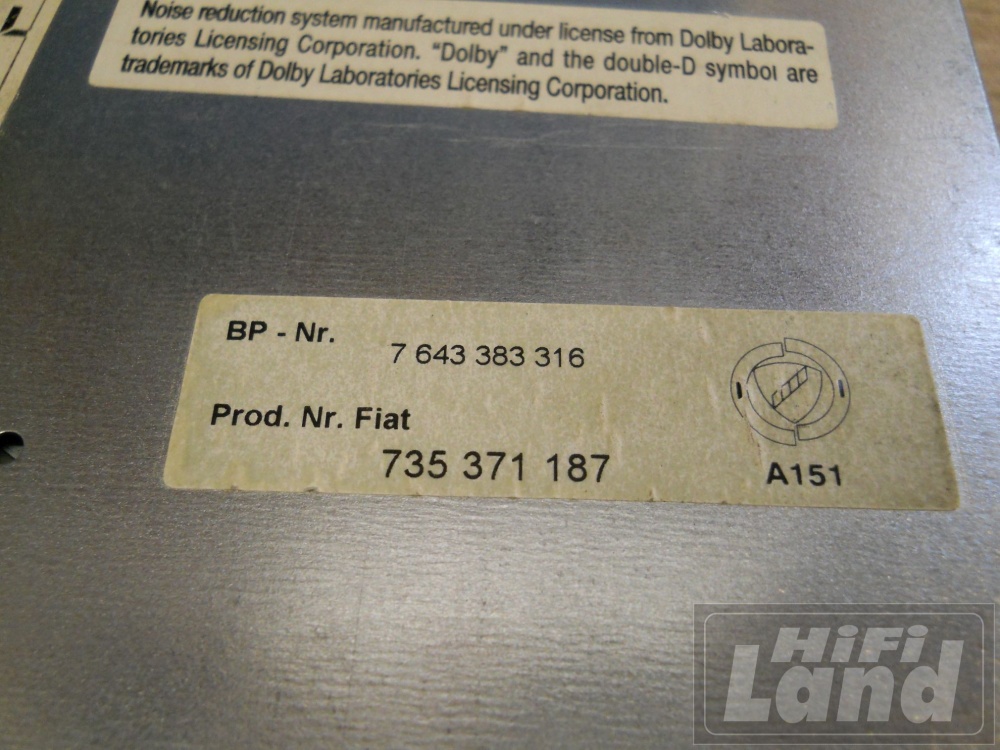 Noise reduction system manufactured under license from Dolby Labora-
tories Licensing Corporation. "Dolby" and the double-D symbol are
trademarks of Dolby Laboratories Licensing Corporation.
BP - Nr.
7 643 383 316
Prod. Nr. Fiat
735 371 187
A151
HiFi
Land